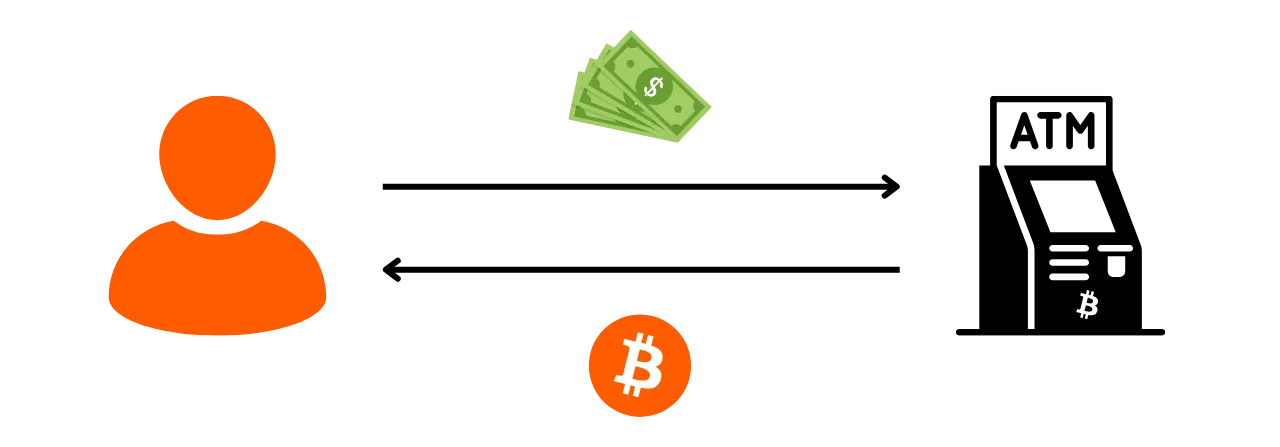 $
ATM
₿
₿